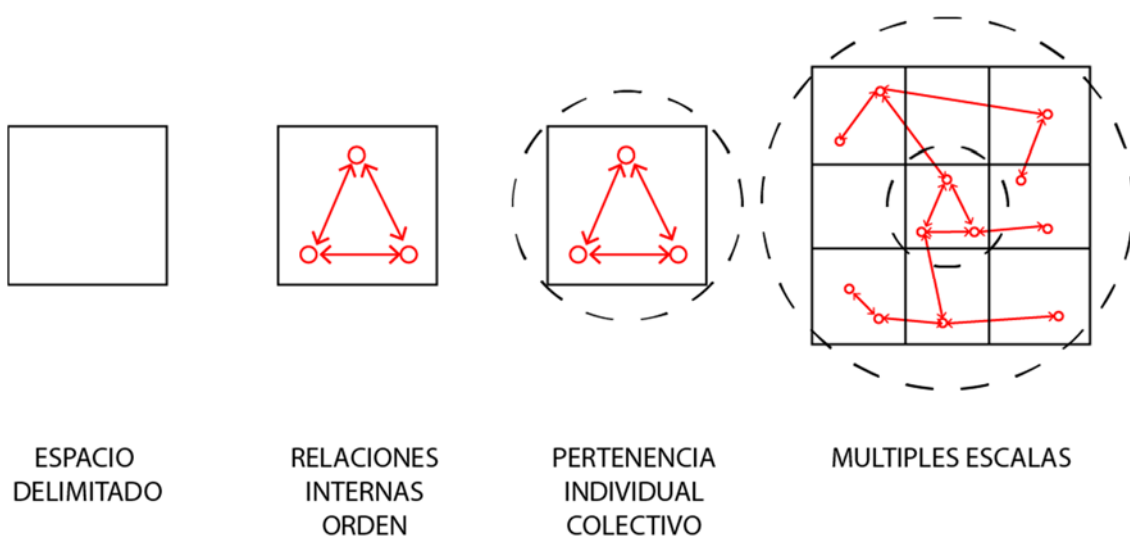 ESPACIO
DELIMITADO
RELACIONES
INTERNAS
ORDEN
PERTENENCIA
INDIVIDUAL
COLECTIVO
MULTIPLES ESCALAS